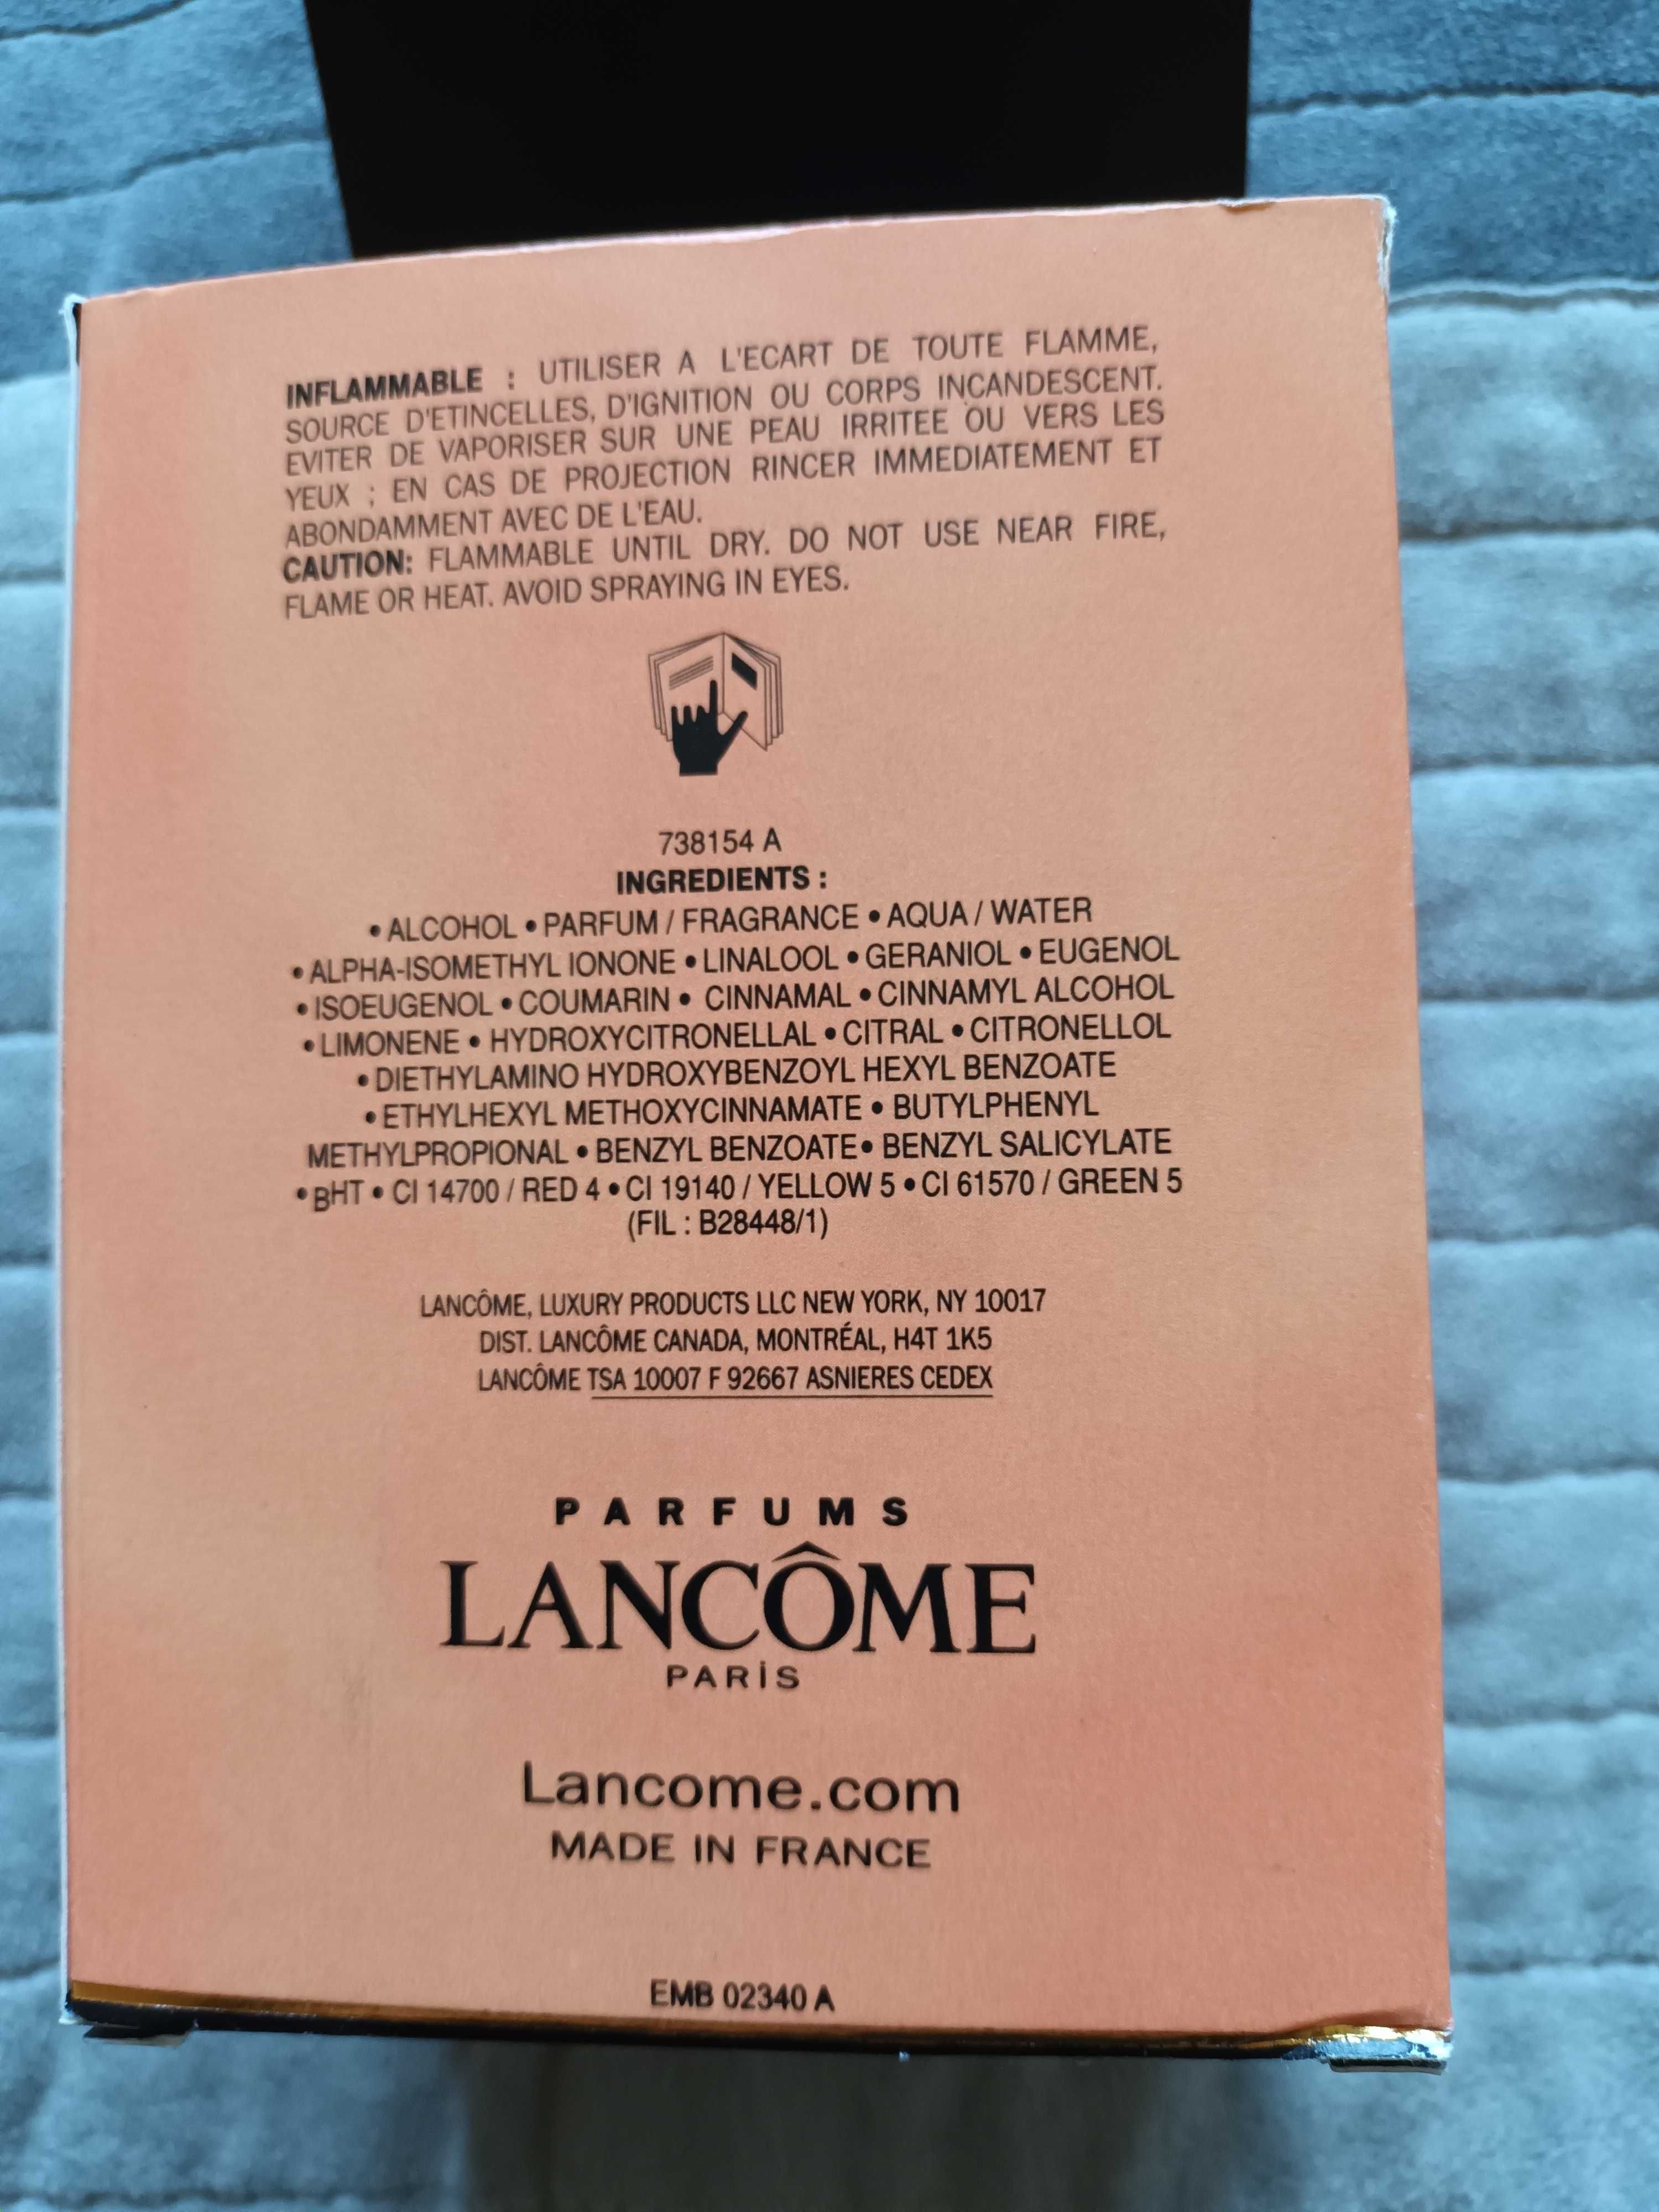 INFLAMMABLE : UTILISER A L'ECART DE TOUTE FLAMME,
SOURCE D'ETINCELLES, D'IGNITION OU CORPS INCANDESCENT.
EVITER DE VAPORISER SUR UNE PEAU IRRITEE OU VERS LES
YEUX ; EN CAS DE PROJECTION RINCER IMMEDIATEMENT ET
ABONDAMMENT AVEC DE L'EAU.
CAUTION: FLAMMABLE UNTIL DRY. DO NOT USE NEAR FIRE,
FLAME OR HEAT. AVOID SPRAYING IN EYES.
738154 A
INGREDIENTS :
• ALCOHOL • PARFUM / FRAGRANCE • AQUA / WATER
• ALPHA-ISOMETHYL IONONE • LINALOOL • GERANIOL • EUGENOL
• ISOEUGENOL • COUMARIN • CINNAMAL • CINNAMYL ALCOHOL
• LIMONENE • HYDROXYCITRONELLAL • CITRAL • CITRONELLOL
• DIETHYLAMINO HYDROXYBENZOYL HEXYL BENZOATE
• ETHYLHEXYL METHOXYCINNAMATE • BUTYLPHENYL
METHYLPROPIONAL • BENZYL BENZOATE • BENZYL SALICYLATE
• BHT • CI 14700 / RED 4 • CI 19140 / YELLOW 5 • CI 61570 / GREEN 5
(FIL : B28448/1)
LANCÔME, LUXURY PRODUCTS LLC NEW YORK, NY 10017
DIST. LANCÔME CANADA, MONTRÉAL, H4T 1K5
LANCÔME TSA 10007 F 92667 ASNIERES CEDEX
PARFUMS
LANCÔME
PARİS
Lancome.com
MADE IN FRANCE
EMB 02340 A